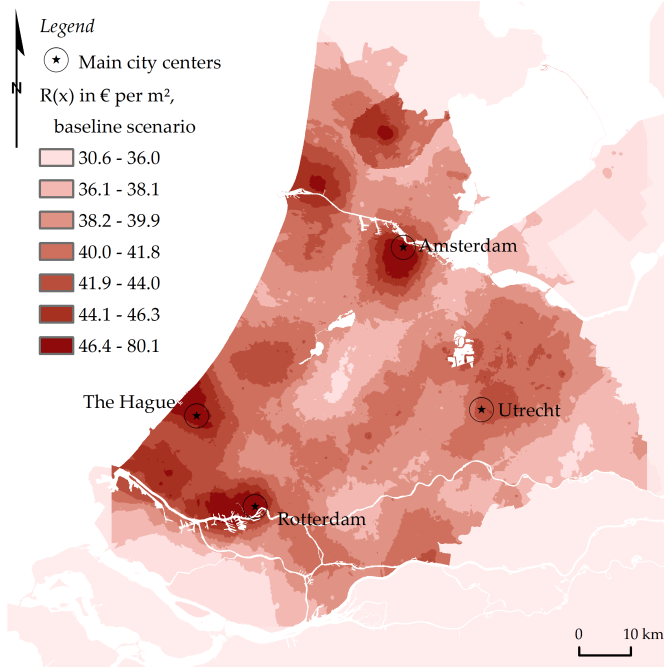 Legend
Main city centers
N
R(x) in € per m²,
baseline scenario
30.6 - 36.0
36.1 - 38.1
38.2 - 39.9
40.0 - 41.8
41.9 - 44.0
44.1 - 46.3
46.4 - 80.1
Amsterdam
The Hague
Utrecht
Rotterdam
0 10 km